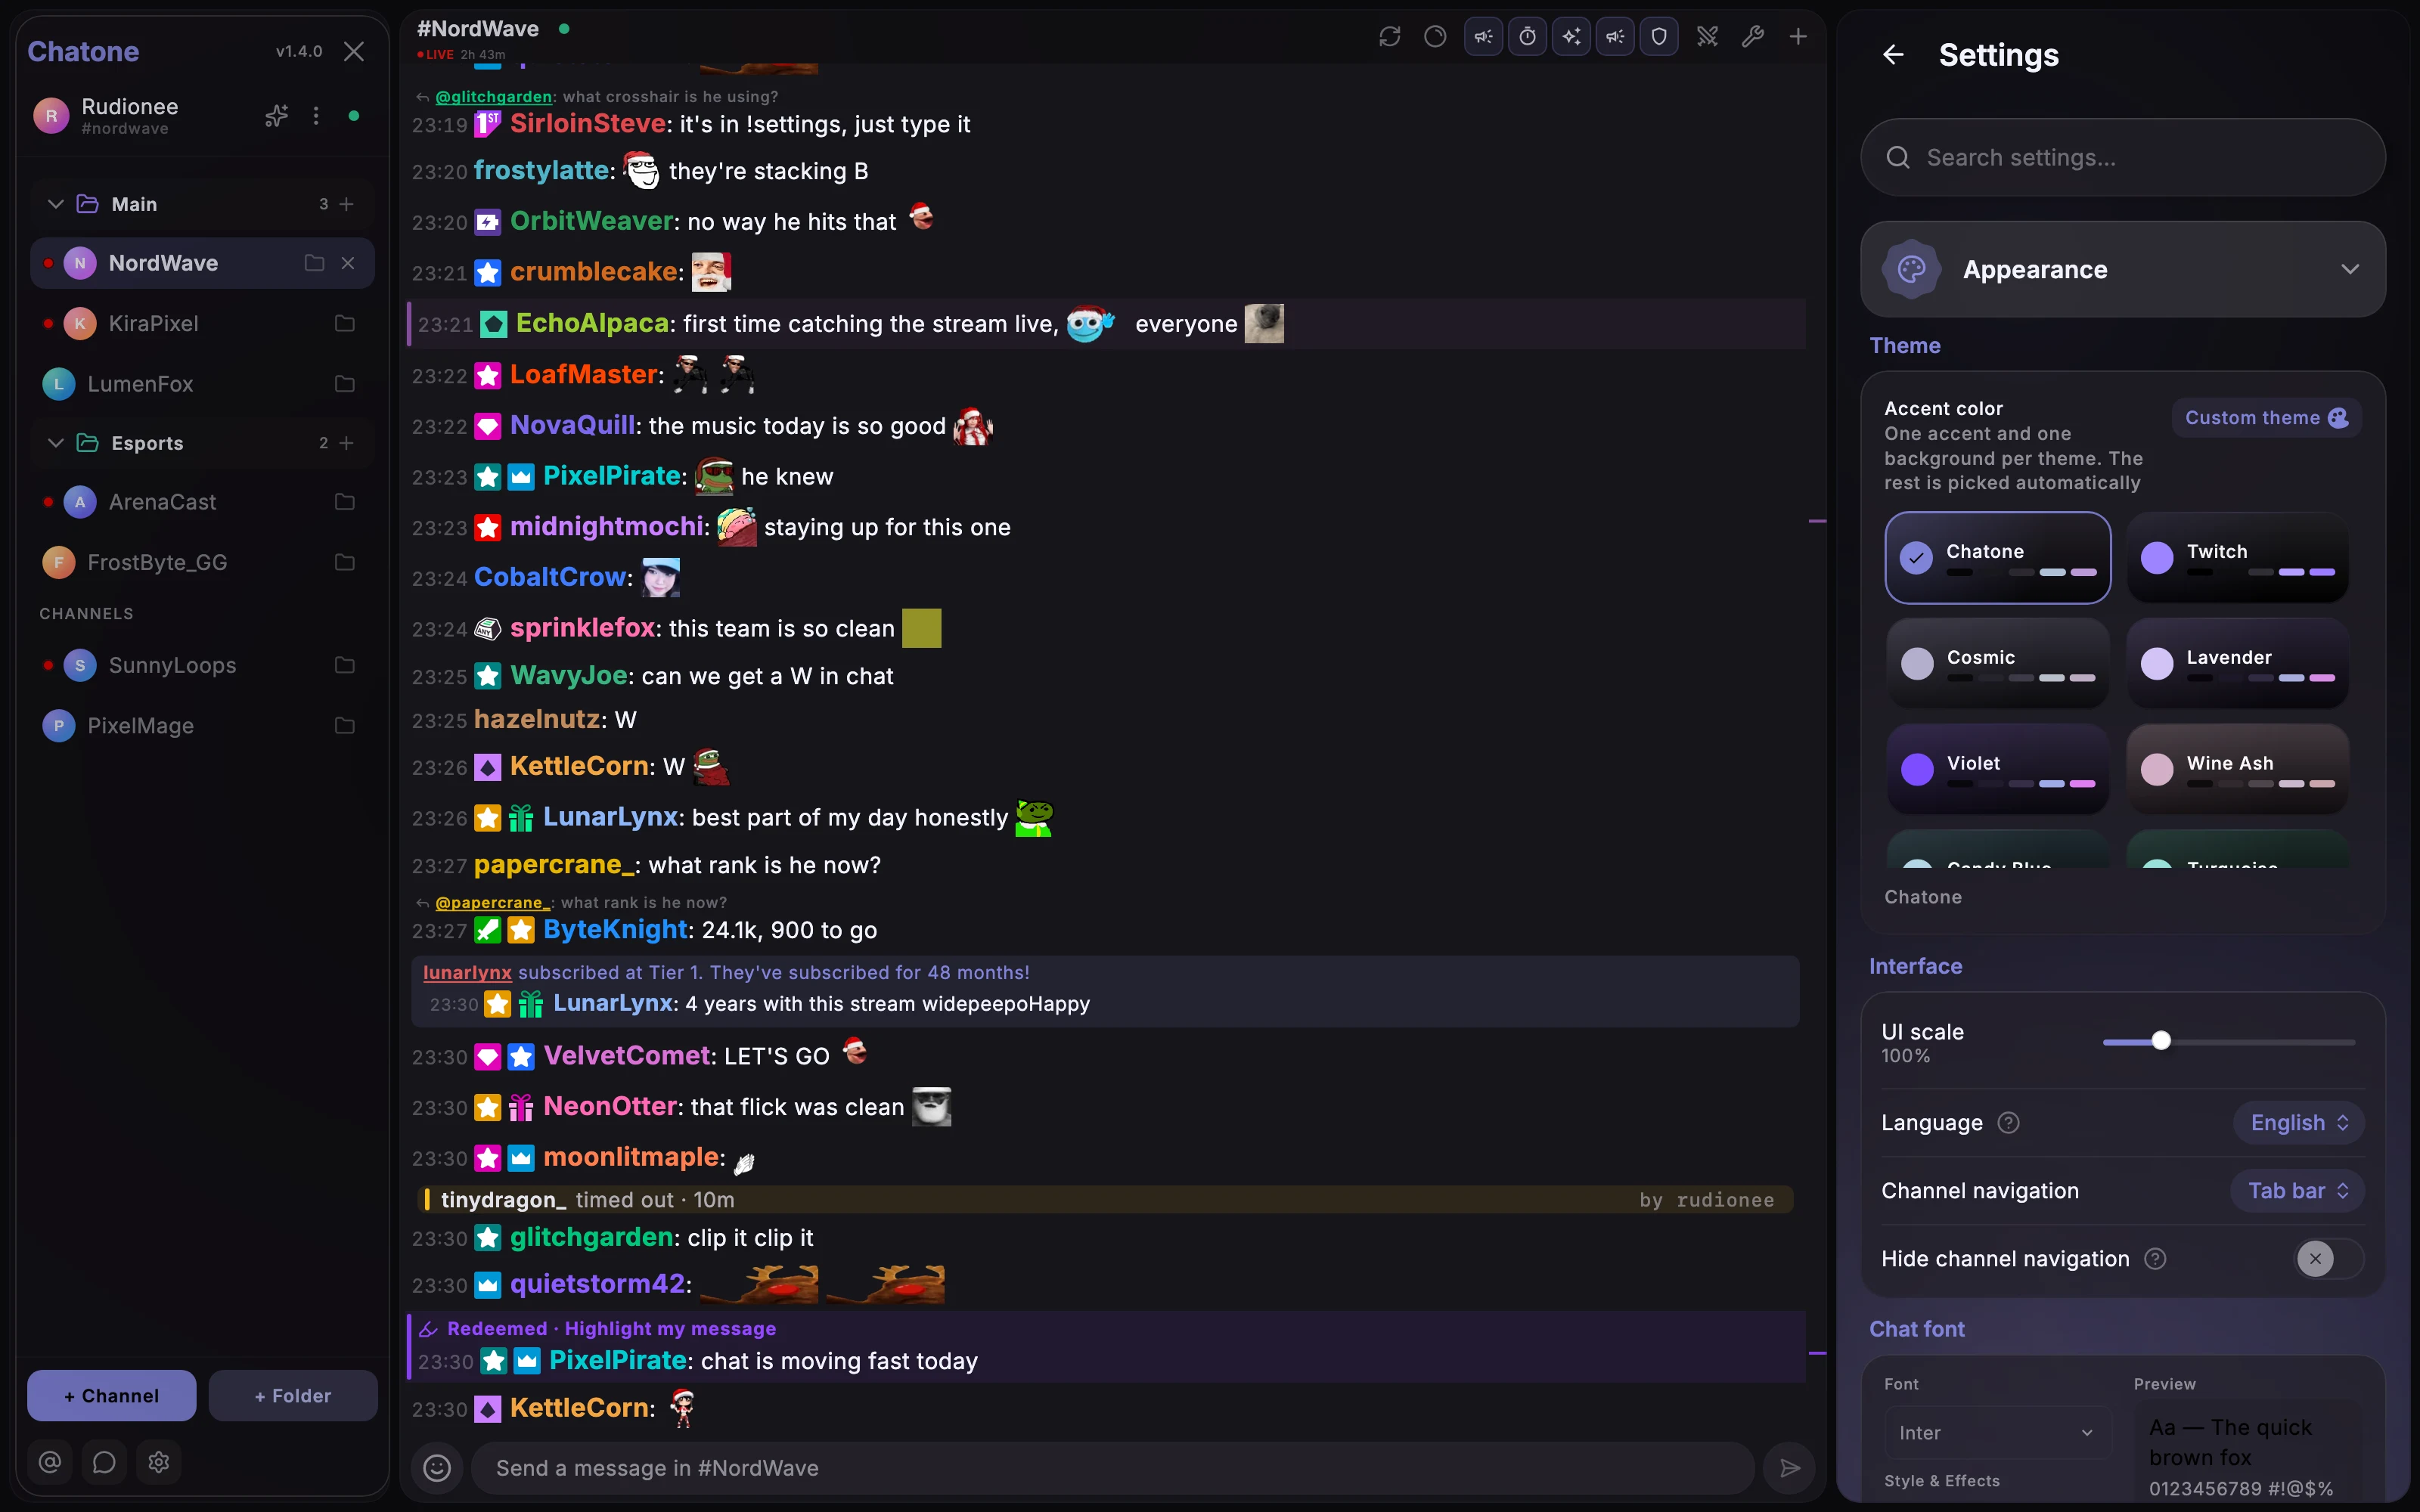 Chatone
v1.4.0
R
Rudionee
#nordwave
Main
3
N
NordWave
K
KiraPixel
L
LumenFox
Esports
2
A
ArenaCast
F
FrostByte_GG
CHANNELS
S
SunnyLoops
P
PixelMage
+ Channel
+ Folder
#NordWave
LIVE 2h 43m
@glitchgarden: what crosshair is he using?
23:19 1ST SirloinSteve: it's in !settings, just type it
23:20 frostylatte: they're stacking B
23:20 OrbitWeaver: no way he hits that
23:21 crumblecake:
23:21 EchoAlpaca: first time catching the stream live, everyone
23:22 LoafMaster:
23:22 NovaQuill: the music today is so good
23:23 PixelPirate: he knew
23:23 midnightmochi: staying up for this one
23:24 CobaltCrow:
23:24 ANY sprinklefox: this team is so clean
23:25 WavyJoe: can we get a W in chat
23:25 hazelnutz: W
23:26 KettleCorn: W
23:26 LunarLynx: best part of my day honestly
23:27 papercrane_: what rank is he now?
@papercrane_: what rank is he now?
23:27 ByteKnight: 24.1k, 900 to go
lunarlynx subscribed at Tier 1. They've subscribed for 48 months!
23:30 LunarLynx: 4 years with this stream widepeepoHappy
23:30 VelvetComet: LET'S GO
23:30 NeonOtter: that flick was clean
23:30 moonlitmaple:
tinydragon_ timed out · 10m by rudionee
23:30 glitchgarden: clip it clip it
23:30 quietstorm42:
Redeemed · Highlight my message
23:30 PixelPirate: chat is moving fast today
23:30 KettleCorn:
Send a message in #NordWave
Settings
Search settings...
Appearance
Theme
Accent color
One accent and one
background per theme. The
rest is picked automatically
Custom theme
Chatone
Twitch
Cosmic
Lavender
Violet
Wine Ash
Candy Blue
Turquoise
Chatone
Interface
UI scale
100%
Language
English
Channel navigation
Tab bar
Hide channel navigation
Chat font
Font
Inter
Style & Effects
Preview
Aa — The quick
brown fox
0123456789 #!@$%